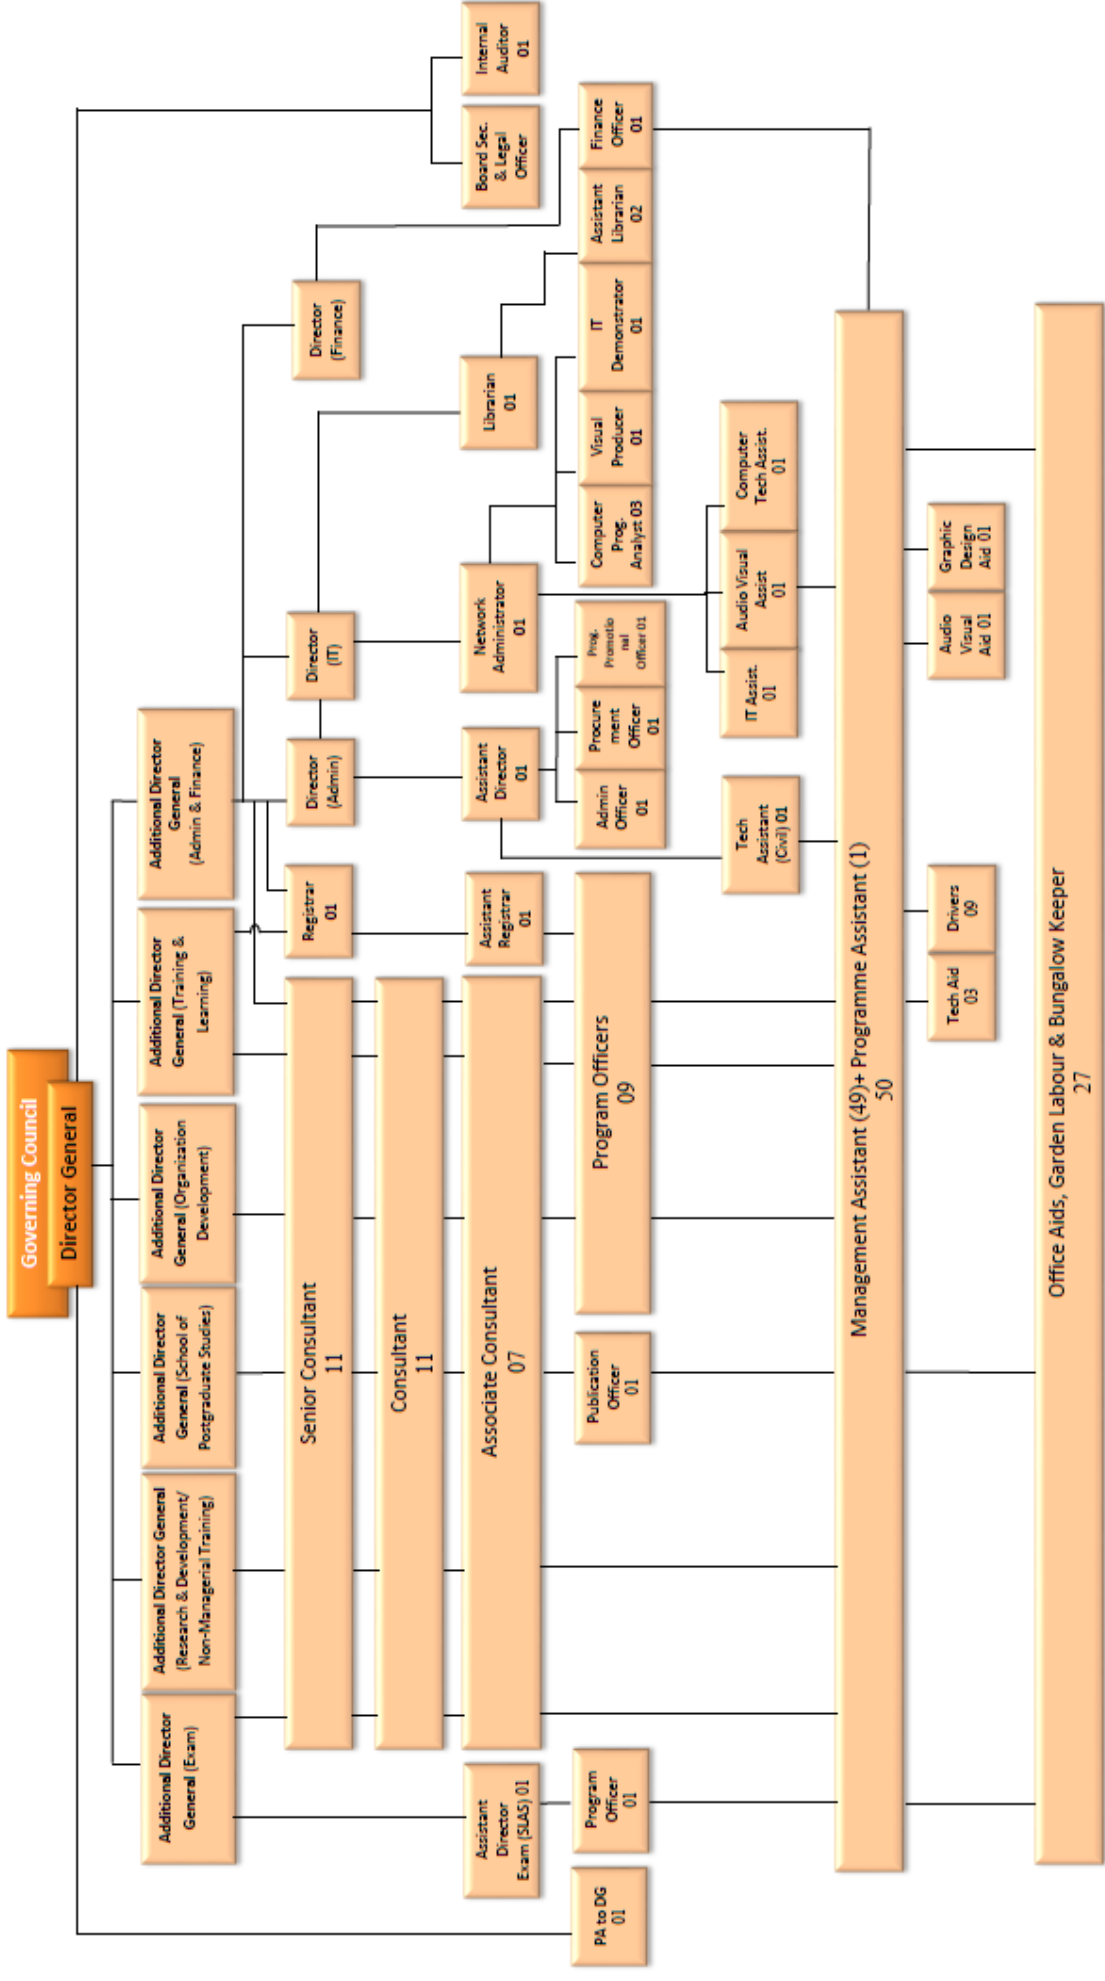 Governing Council
Director General
Additional Director
General (Exam)
Additional Director General
(Research & Development/
Non-Managerial Training)
Additional Director
General (School of
Postgraduate Studies)
Additional Director
General (Organization
Development)
Additional Director
General (Training &
Learning)
Additional Director
General
(Admin & Finance)
Senior Consultant
11
Registrar
01
Director
(Admin)
Director
(IT)
Director
(Finance)
Consultant
11
Assistant
Director
Exam (SLAS) 01
Associate Consultant
07
Assistant
Registrar
01
Assistant
Director
01
Network
Administrator
01
Librarian
01
Board Sec.
& Legal
Officer
Internal
Auditor
01
PA to DG
01
Program
Officer
01
Publication
Officer
01
Program Officers
09
Admin
Officer
01
Procure
ment
Officer
01
Prog.
Promotio
nal
Officer 01
Computer
Prog.
Analyst 03
Visual
Producer
01
IT
Demonstrator
01
Assistant
Librarian
02
Finance
Officer
01
Tech
Assistant
(Civil) 01
IT Assist.
01
Audio Visual
Assist
01
Computer
Tech Assist.
01
Management Assistant (49)+ Programme Assistant (1)
50
Tech Aid
03
Drivers
09
Audio
Visual
Aid 01
Graphic
Design
Aid 01
Office Aids, Garden Labour & Bungalow Keeper
27